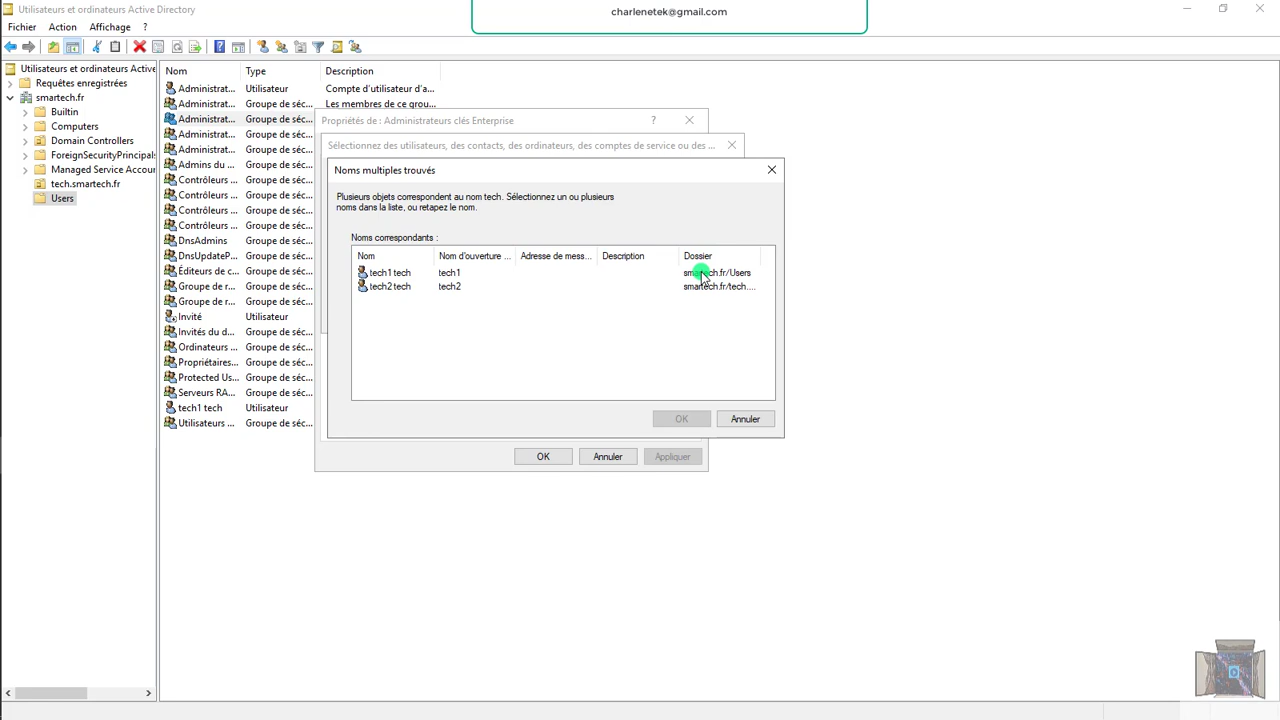 Utilisateurs et ordinateurs Active Directory
charlenetek@gmail.com
Fichier Action Affichage ?
Utilisateurs et ordinateurs Active
Requêtes enregistrées
smartech.fr
Builtin
Computers
Domain Controllers
ForeignSecurityPrincipals
Managed Service Accour
tech.smartech.fr
Users
Nom Type Description
Administrat... Utilisateur Compte d'utilisateur d'a...
Administrat... Groupe de séc... Les membres de ce grou...
Administrat... Groupe de séc...
Administrat... Groupe de séc...
Administrat... Groupe de séc...
Admins du ... Groupe de séc...
Contrôleurs ... Groupe de séc...
Contrôleurs ... Groupe de séc...
Contrôleurs ... Groupe de séc...
Contrôleurs ... Groupe de séc...
DnsAdmins Groupe de séc...
DnsUpdateP... Groupe de séc...
Éditeurs de c... Groupe de séc...
Groupe de r... Groupe de séc...
Groupe de r... Groupe de séc...
Invité Utilisateur
Invités du d... Groupe de séc...
Ordinateurs ... Groupe de séc...
Propriétaires... Groupe de séc...
Protected Us... Groupe de séc...
Serveurs RA... Groupe de séc...
tech1 tech Utilisateur
Utilisateurs ... Groupe de séc...
Propriétés de : Administrateurs clés Enterprise ?
Sélectionnez des utilisateurs, des contacts, des ordinateurs, des comptes de service ou des ...
Noms multiples trouvés
Plusieurs objets correspondent au nom tech. Sélectionnez un ou plusieurs
noms dans la liste, ou retapez le nom.
Noms correspondants :
Nom Nom d'ouverture ... Adresse de mess... Description Dossier
tech1 tech tech1 smartech.fr/Users
tech2 tech tech2 smartech.fr/tech....
OK Annuler
OK Annuler Appliquer